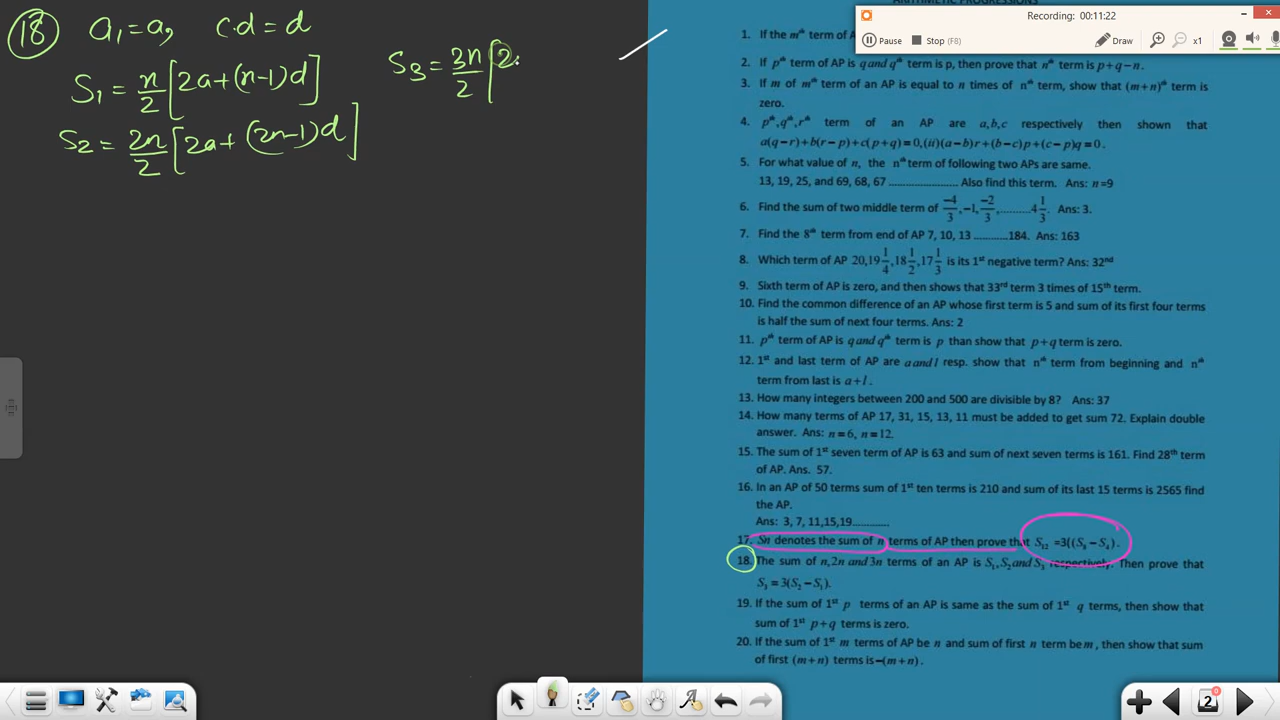 18 a₁ = a, c.d = d
S₁ = n/2 [2a+(n-1)d]
S₂ = 2n/2 [2a+(2n-1)d]
S₃ = 3n/2 [2
ARITHMETIC PROGRESSIONS
Recording: 00:11:22
Pause Stop (F8) Draw x1
1. If the mᵗʰ term of A
2. If pᵗʰ term of AP is q and qᵗʰ term is p, then prove that nᵗʰ term is p+q−n.
3. If m of mᵗʰ term of an AP is equal to n times of nᵗʰ term, show that (m+n)ᵗʰ term is
zero.
4. pᵗʰ,qᵗʰ,rᵗʰ term of an AP are a,b,c respectively then shown that
a(q−r)+b(r−p)+c(p+q)=0,(ii)(a−b)r+(b−c)p+(c−p)q=0.
5. For what value of n, the nᵗʰ term of following two APs are same.
13, 19, 25, and 69, 68, 67 ........................ Also find this term. Ans: n=9
6. Find the sum of two middle term of −4/3,−1,−2/3,..........4 1/3. Ans: 3.
7. Find the 8ᵗʰ term from end of AP 7, 10, 13 ............184. Ans: 163
8. Which term of AP 20,19 1/4,18 1/2,17 1/3 is its 1ˢᵗ negative term? Ans: 32ⁿᵈ
9. Sixth term of AP is zero, and then shows that 33ʳᵈ term 3 times of 15ᵗʰ term.
10. Find the common difference of an AP whose first term is 5 and sum of its first four terms
is half the sum of next four terms. Ans: 2
11. pᵗʰ term of AP is q and qᵗʰ term is p than show that p+q term is zero.
12. 1ˢᵗ and last term of AP are a and l resp. show that nᵗʰ term from beginning and nᵗʰ
term from last is a+l.
13. How many integers between 200 and 500 are divisible by 8? Ans: 37
14. How many terms of AP 17, 31, 15, 13, 11 must be added to get sum 72. Explain double
answer. Ans: n=6, n=12.
15. The sum of 1ˢᵗ seven term of AP is 63 and sum of next seven terms is 161. Find 28ᵗʰ term
of AP. Ans. 57.
16. In an AP of 50 terms sum of 1ˢᵗ ten terms is 210 and sum of its last 15 terms is 2565 find
the AP.
Ans: 3, 7, 11,15,19............
17. Sn denotes the sum of n terms of AP then prove that S₁₂ =3((S₈−S₄).
18. The sum of n,2n and 3n terms of an AP is S₁,S₂ and S₃ respectively. Then prove that
S₃ = 3(S₂−S₁).
19. If the sum of 1ˢᵗ p terms of an AP is same as the sum of 1ˢᵗ q terms, then show that
sum of 1ˢᵗ p+q terms is zero.
20. If the sum of 1ˢᵗ m terms of AP be n and sum of first n term be m, then show that sum
of first (m+n) terms is −(m+n).
2
0